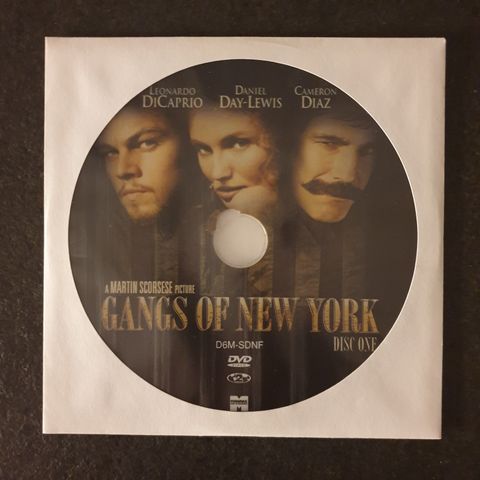 LEONARDO DANIEL CAMERON
DICAPRIO DAY-LEWIS DIAZ
A MARTIN SCORSESE PICTURE
GANGS OF NEW YORK
DISC ONE
D6M-SDNF
DVD
VIDEO